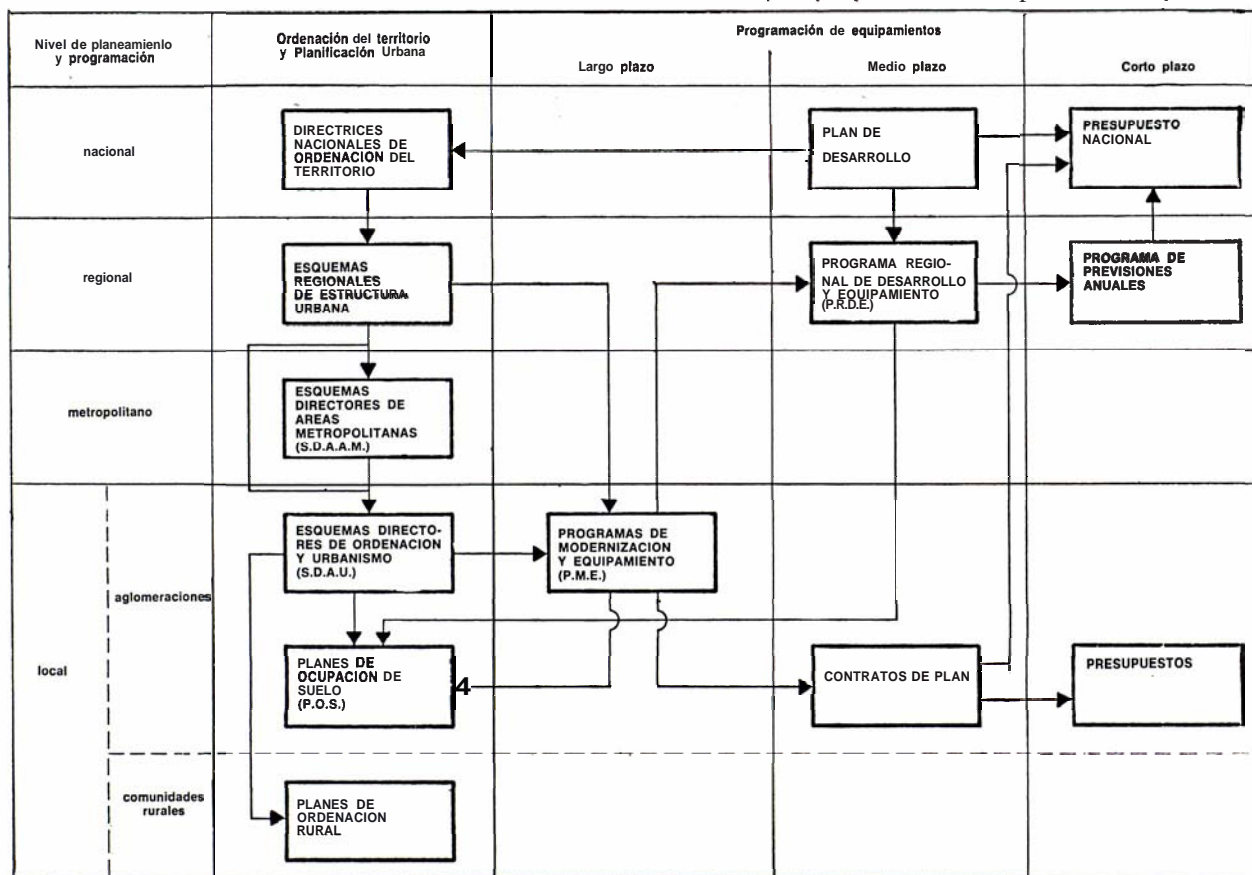 Nivel de planeamiento
y programación
Ordenación del territorio
y Planificación Urbana
Programación de equipamientos
Largo plazo
Medio plazo
Corto plazo
nacional
DIRECTRICES
NACIONALES DE
ORDENACION DEL
TERRITORIO
PLAN DE
DESARROLLO
PRESUPUESTO
NACIONAL
regional
ESQUEMAS
REGIONALES
DE ESTRUCTURA
URBANA
PROGRAMA REGIO-
NAL DE DESARROLLO
Y EQUIPAMIENTO
(P.R.D.E.)
PROGRAMA DE
PREVISIONES
ANUALES
metropolitano
ESQUEMAS
DIRECTORES DE
AREAS
METROPOLITANAS
(S.D.A.A.M.)
local
aglomeraciones
ESQUEMAS DIRECTO-
RES DE ORDENACION
Y URBANISMO
(S.D.A.U.)
PROGRAMAS DE
MODERNIZACION
Y EQUIPAMIENTO
(P.M.E.)
PLANES DE
OCUPACION DE
SUELO
(P.O.S.)
4
CONTRATOS DE PLAN
PRESUPUESTOS
comunidades
rurales
PLANES DE
ORDENACION
RURAL